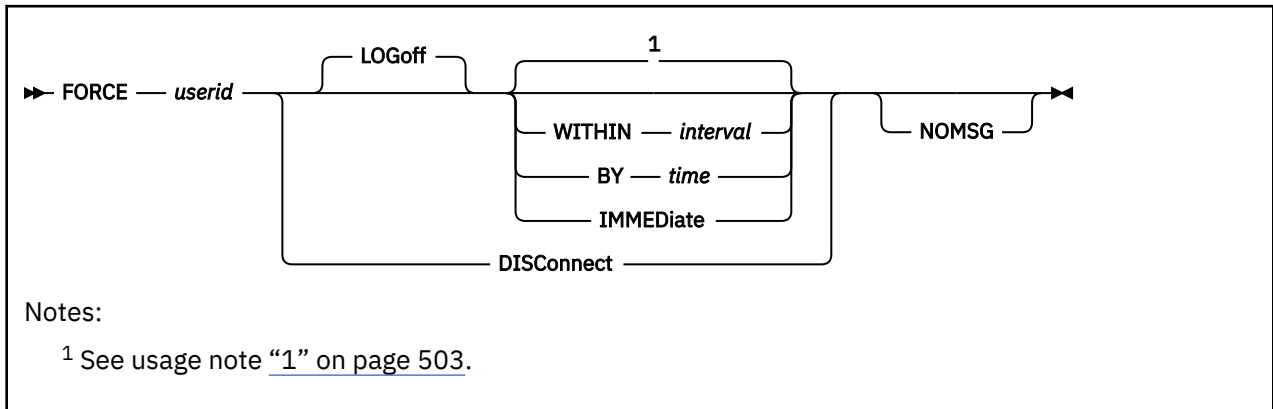 1
LOGoff
FORCE userid
WITHIN interval
NOMSG
BY time
IMMEDiate
DISConnect
Notes:
1 See usage note “1” on page 503.